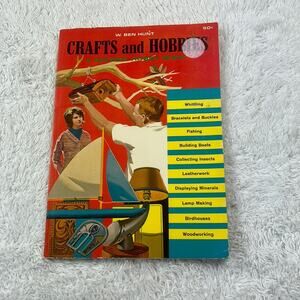 W. BEN HUNT
60¢
CRAFTS and HOBBIES
Whittling
Bracelets and Buckles
Fishing
Building Boats
Collecting Insects
Leatherwork
Displaying Minerals
Lamp Making
Birdhouses
Woodworking